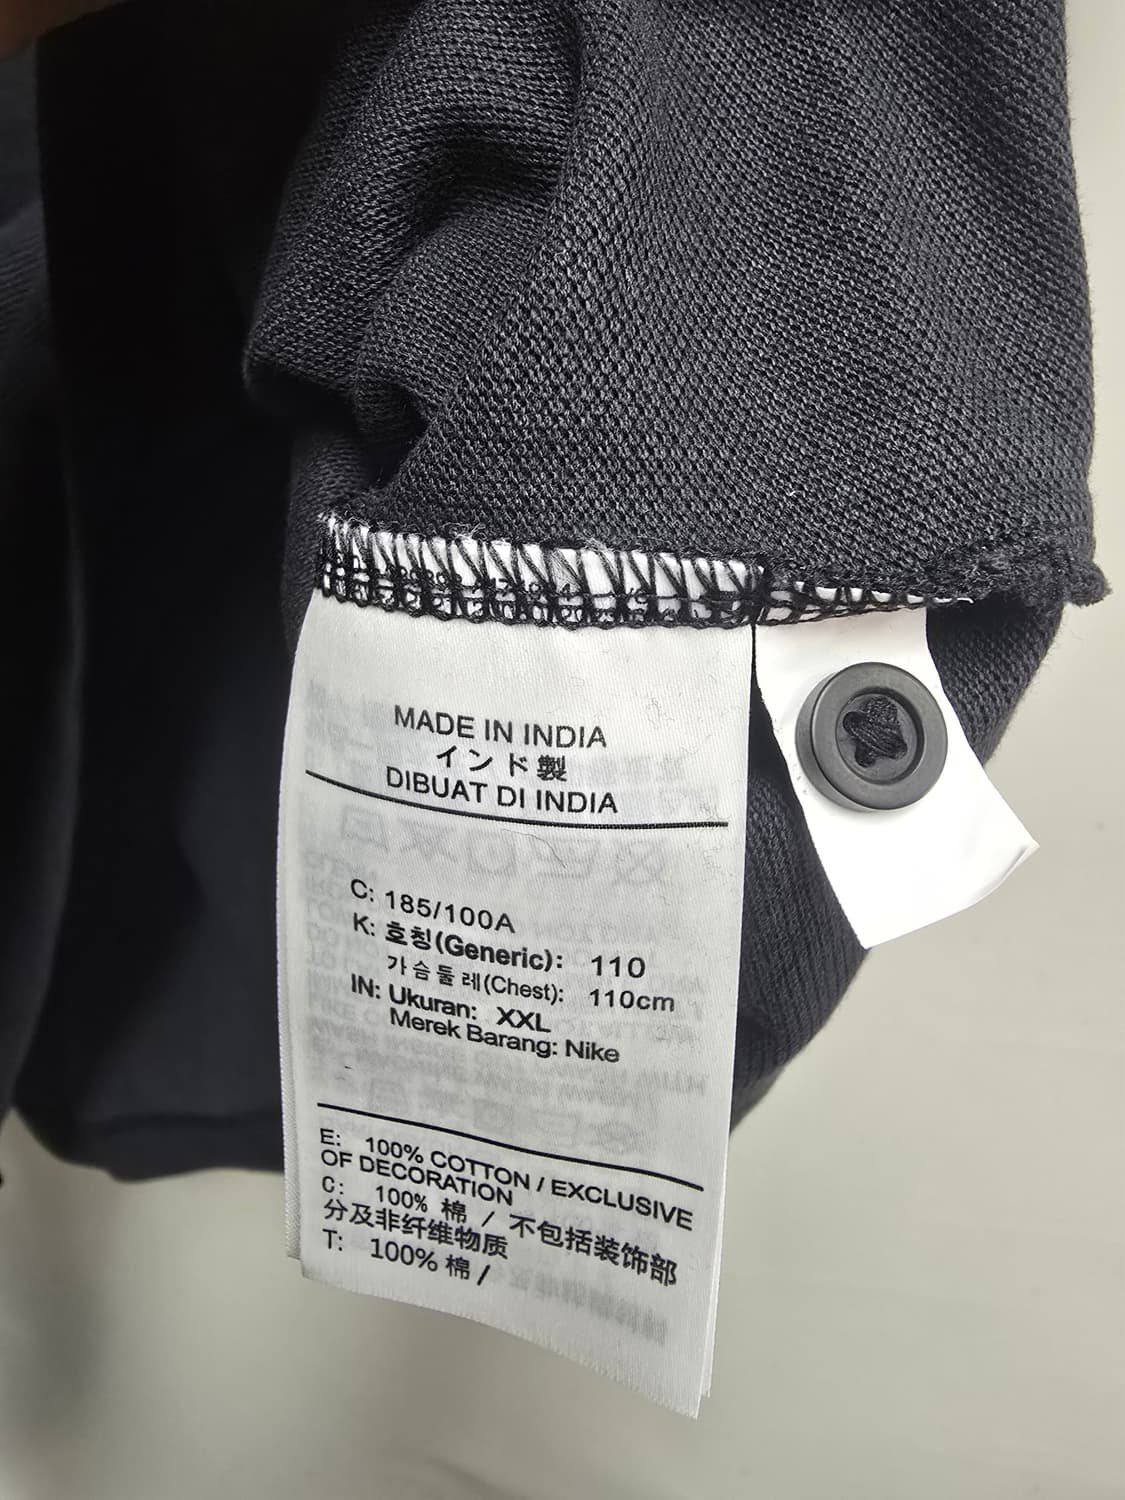 MADE IN INDIA
インド製
DIBUAT DI INDIA
C: 185/100A
K: 호칭(Generic): 110
가슴둘레(Chest): 110cm
IN: Ukuran: XXL
Merek Barang: Nike
E: 100% COTTON / EXCLUSIVE
OF DECORATION
C: 100% 棉 / 不包括装饰部
分及非纤维物质
T: 100% 棉 /